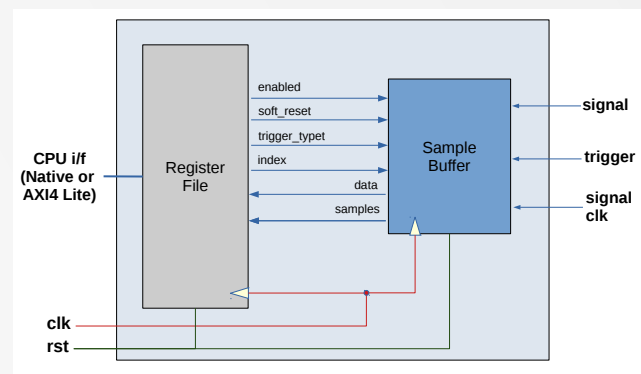 enabled
soft_reset
trigger_typet
index
data
samples
CPU i/f
(Native or
AXI4 Lite)
Register
File
Sample
Buffer
signal
trigger
signal
clk
clk
rst